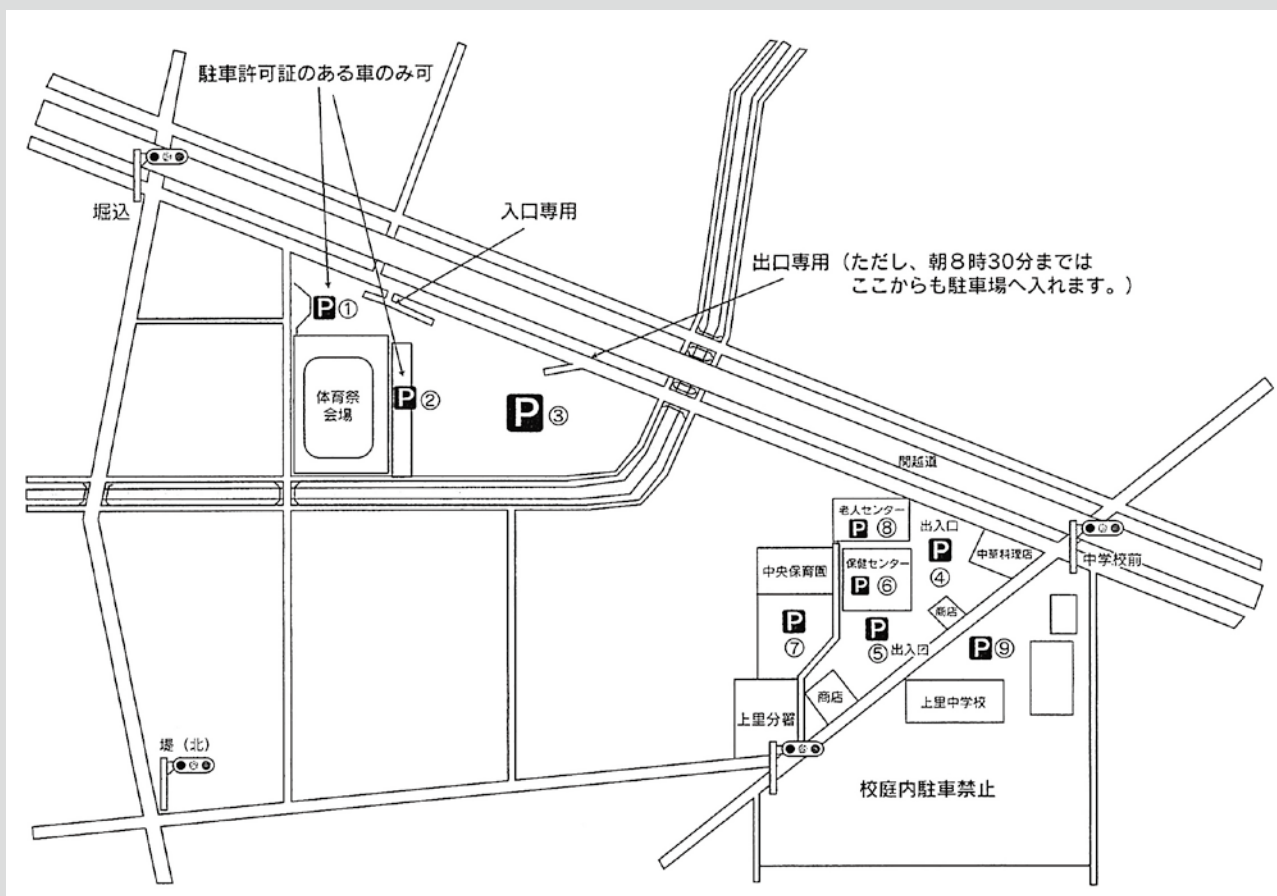 駐車許可証のある車のみ可
堀込
入口専用
出口専用(ただし、朝8時30分までは
ここからも駐車場へ入れます。)
P①
体育祭
会場
P②
P③
関越道
老人センター
P⑧
出入口
P
④
中華料理店
中学校前
中央保育園
保健センター
P⑥
商店
P
⑦
P
⑤出入口
P⑨
上里分署
商店
上里中学校
堤(北)
校庭内駐車禁止